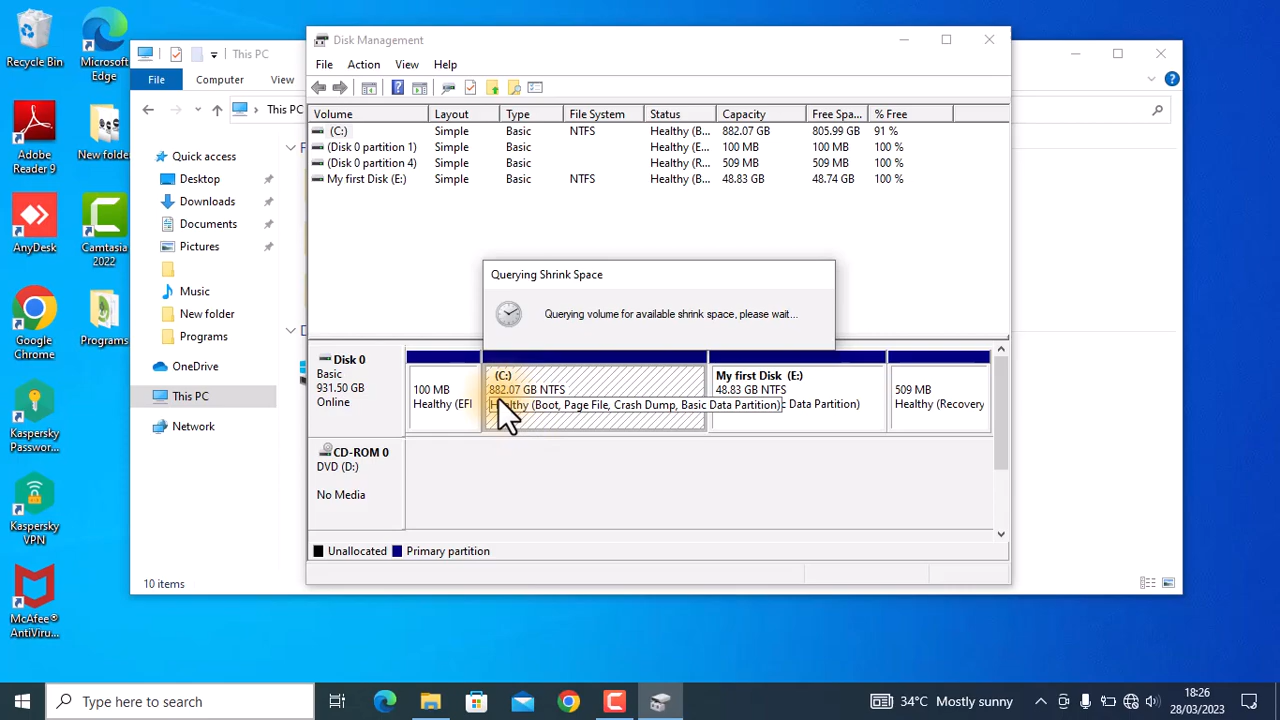 Recycle Bin
Microsoft Edge
Adobe Reader 9
New folder
AnyDesk
Camtasia 2022
Google Chrome
Programs
Kaspersky Passwor...
Kaspersky VPN
McAfee® AntiViru...
This PC
File
Computer
View
This PC
Quick access
Desktop
Downloads
Documents
Pictures
Music
New folder
Programs
OneDrive
This PC
Network
10 items
Disk Management
File Action View Help
Volume Layout Type File System Status Capacity Free Spa... % Free
(C:) Simple Basic NTFS Healthy (B... 882.07 GB 805.99 GB 91 %
(Disk 0 partition 1) Simple Basic Healthy (E... 100 MB 100 MB 100 %
(Disk 0 partition 4) Simple Basic Healthy (R... 509 MB 509 MB 100 %
My first Disk (E:) Simple Basic NTFS Healthy (B... 48.83 GB 48.74 GB 100 %
Querying Shrink Space
Querying volume for available shrink space, please wait...
Disk 0
Basic
931.50 GB
Online
100 MB
Healthy (EFI
(C:)
882.07 GB NTFS
Healthy (Boot, Page File, Crash Dump, Basic Data Partition)
My first Disk (E:)
48.83 GB NTFS
Data Partition)
509 MB
Healthy (Recovery
CD-ROM 0
DVD (D:)
No Media
Unallocated Primary partition
Type here to search
34°C Mostly sunny
18:26
28/03/2023